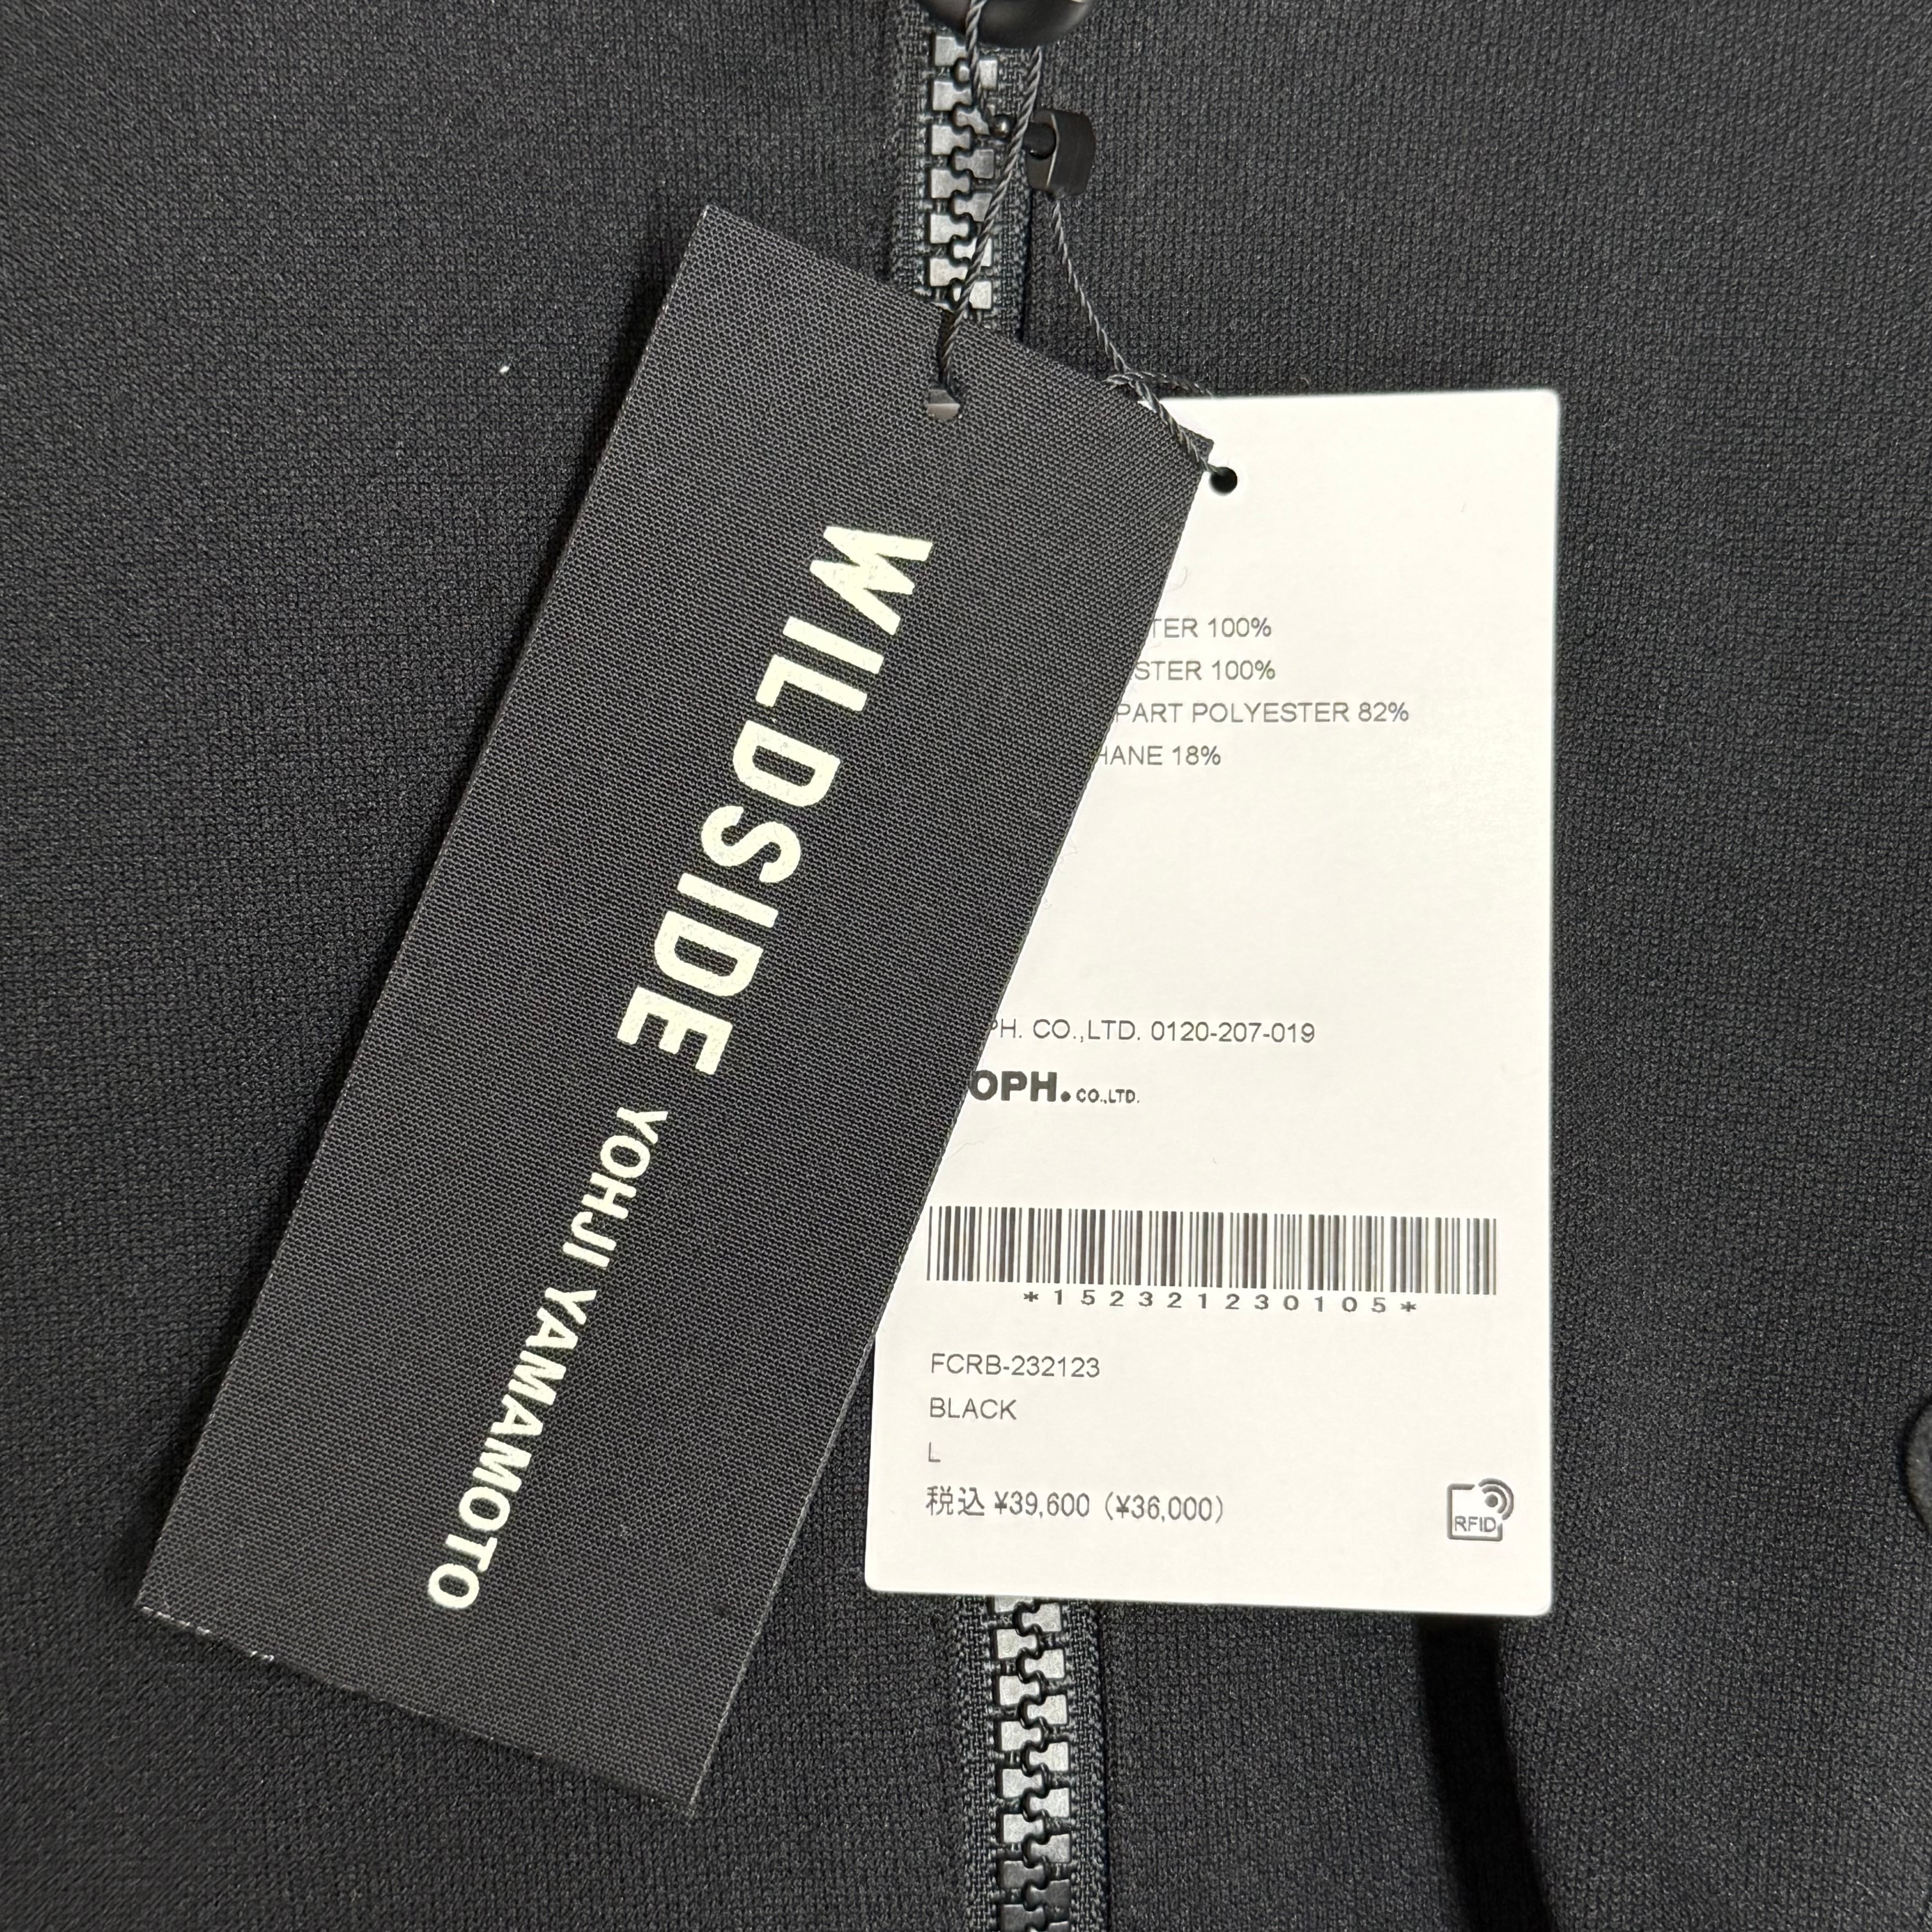 WILDSIDE YOHJI YAMAMOTO
TER 100%
STER 100%
PART POLYESTER 82%
HANE 18%
PH. CO.,LTD. 0120-207-019
OPH. CO.,LTD.
*152321230105*
FCRB-232123
BLACK
L
税込 ¥39,600 (¥36,000)
RFID